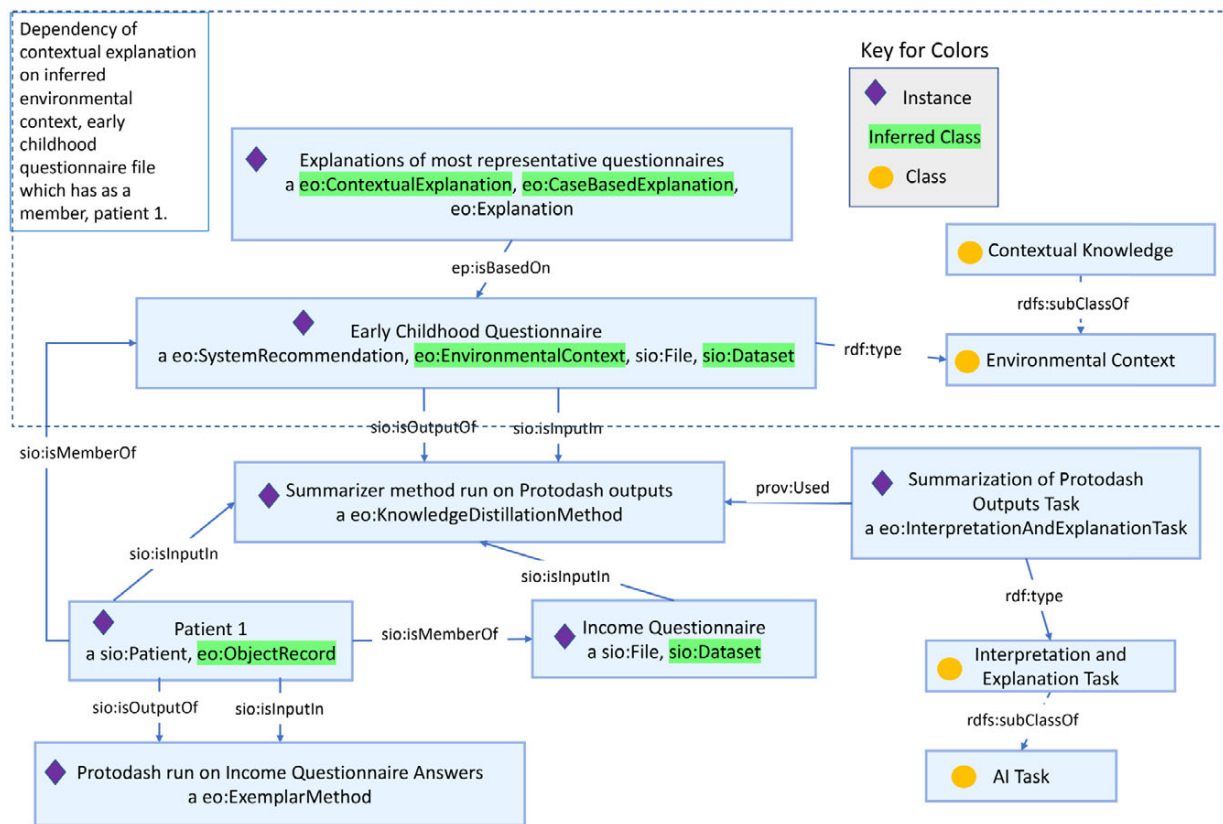 Dependency of
contextual explanation
on inferred
environmental
context, early
childhood
questionnaire file
which has as a
member, patient 1.
Key for Colors
Instance
Inferred Class
Class
Explanations of most representative questionnaires
a eo:ContextualExplanation, eo:CaseBasedExplanation,
eo:Explanation
ep:isBasedOn
Contextual Knowledge
rdfs:subClassOf
Early Childhood Questionnaire
a eo:SystemRecommendation, eo:EnvironmentalContext, sio:File, sio:Dataset
rdf:type
Environmental Context
sio:isOutputOf
sio:isInputIn
sio:isMemberOf
Summarizer method run on Protodash outputs
a eo:KnowledgeDistillationMethod
prov:Used
Summarization of Protodash
Outputs Task
a eo:InterpretationAndExplanationTask
sio:isInputIn
sio:isInputIn
rdf:type
Patient 1
a sio:Patient, eo:ObjectRecord
sio:isMemberOf
Income Questionnaire
a sio:File, sio:Dataset
Interpretation and
Explanation Task
sio:isOutputOf
sio:isInputIn
rdfs:subClassOf
Protodash run on Income Questionnaire Answers
a eo:ExemplarMethod
AI Task